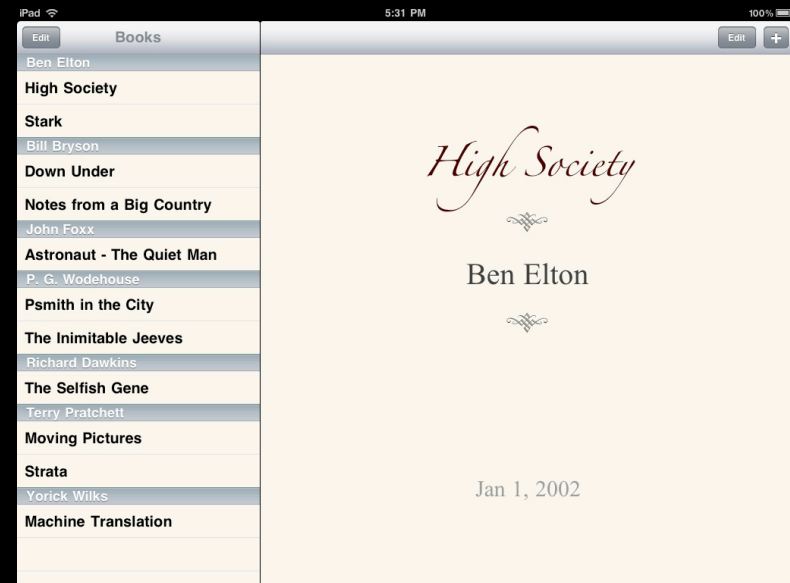 iPad 5:31 PM 100%
Edit Books Edit +
Ben Elton
High Society
Stark
Bill Bryson
Down Under
Notes from a Big Country
John Foxx
Astronaut - The Quiet Man
P. G. Wodehouse
Psmith in the City
The Inimitable Jeeves
Richard Dawkins
The Selfish Gene
Terry Pratchett
Moving Pictures
Strata
Yorick Wilks
Machine Translation
High Society
Ben Elton
Jan 1, 2002